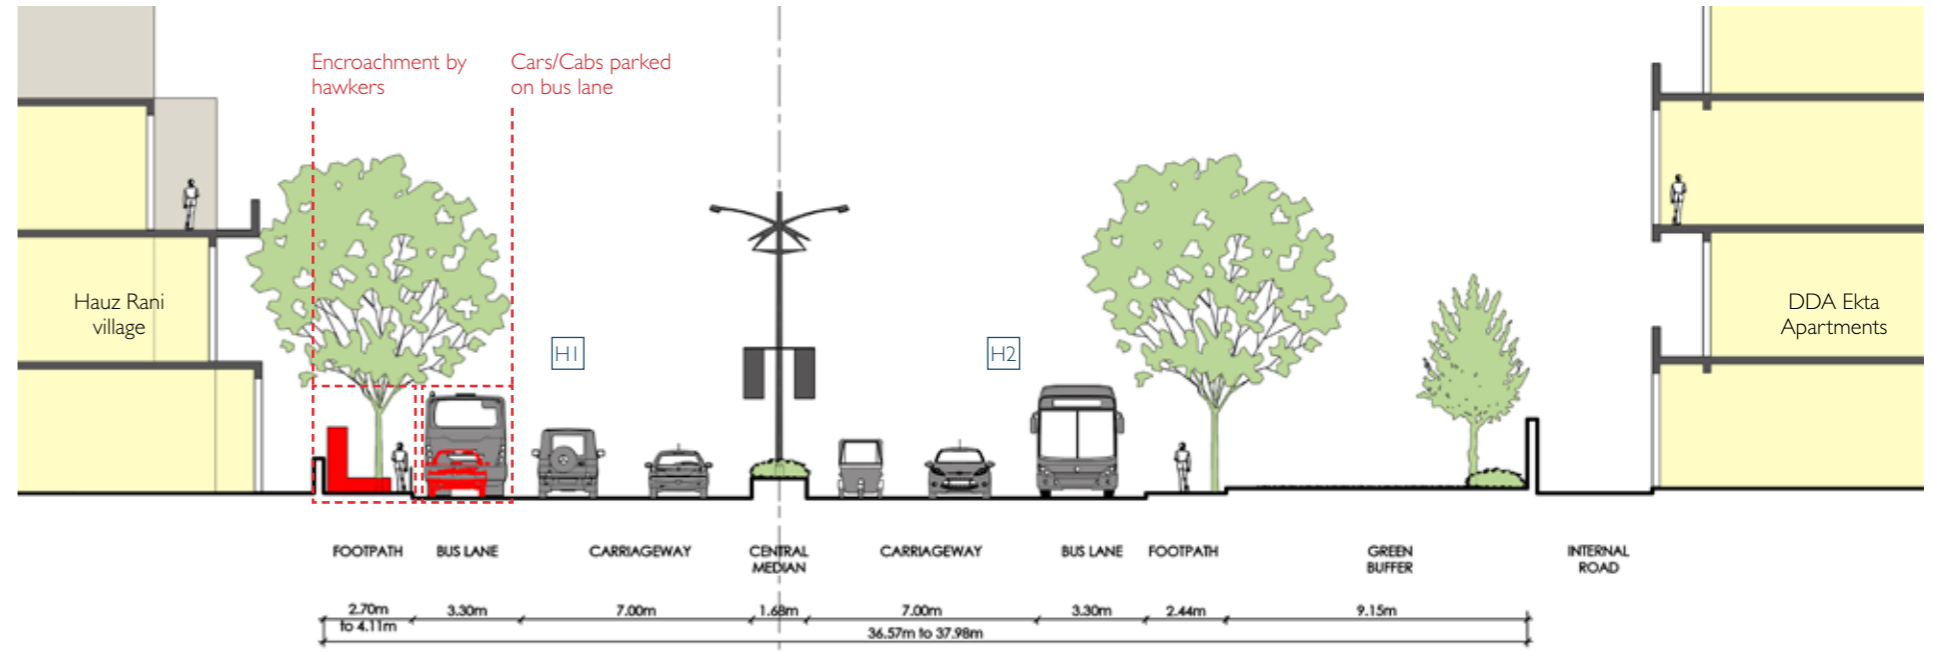 Encroachment by
hawkers
Cars/Cabs parked
on bus lane
Hauz Rani
village
H1
H2
DDA Ekta
Apartments
FOOTPATH
BUS LANE
CARRIAGEWAY
CENTRAL
MEDIAN
CARRIAGEWAY
BUS LANE
FOOTPATH
GREEN
BUFFER
INTERNAL
ROAD
2.70m
to 4.11m
3.30m
7.00m
1.68m
7.00m
3.30m
2.44m
9.15m
36.57m to 37.98m